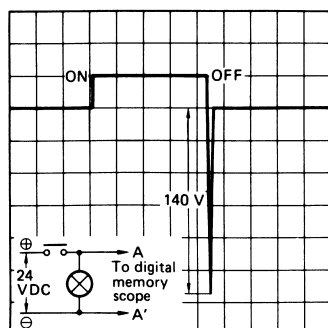 ON
OFF
140 V
⊕
A
24
VDC
To digital
memory
scope
⊖
A'